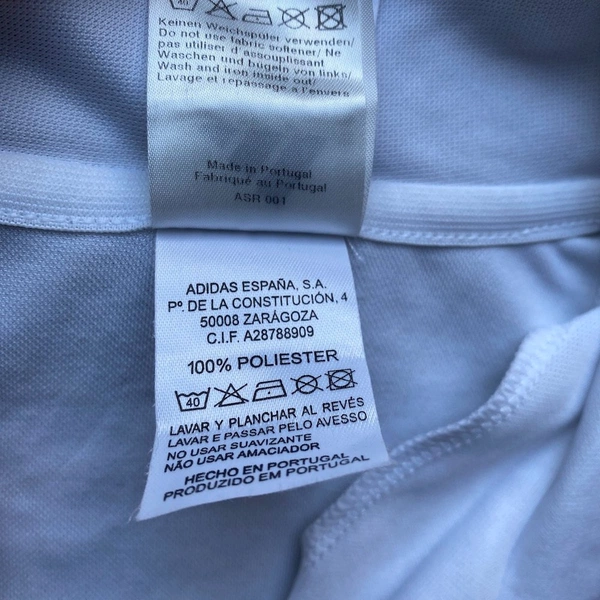 40
Keinen Weichspüler verwenden/
Do not use fabric softener/ Ne
pas utiliser d'assouplissant
Waschen und bügeln von links/
Wash and iron inside out/
Lavage et repassage a l'envers
Made in Portugal
Fabriqué au Portugal
ASR 001
ADIDAS ESPAÑA, S.A.
Pº. DE LA CONSTITUCIÓN, 4
50008 ZARÁGOZA
C.I.F. A28788909
100% POLIESTER
40
LAVAR Y PLANCHAR AL REVÉS
LAVAR E PASSAR PELO AVESSO
NO USAR SUAVIZANTE
NÃO USAR AMACIADOR
HECHO EN PORTUGAL
PRODUZIDO EM PORTUGAL